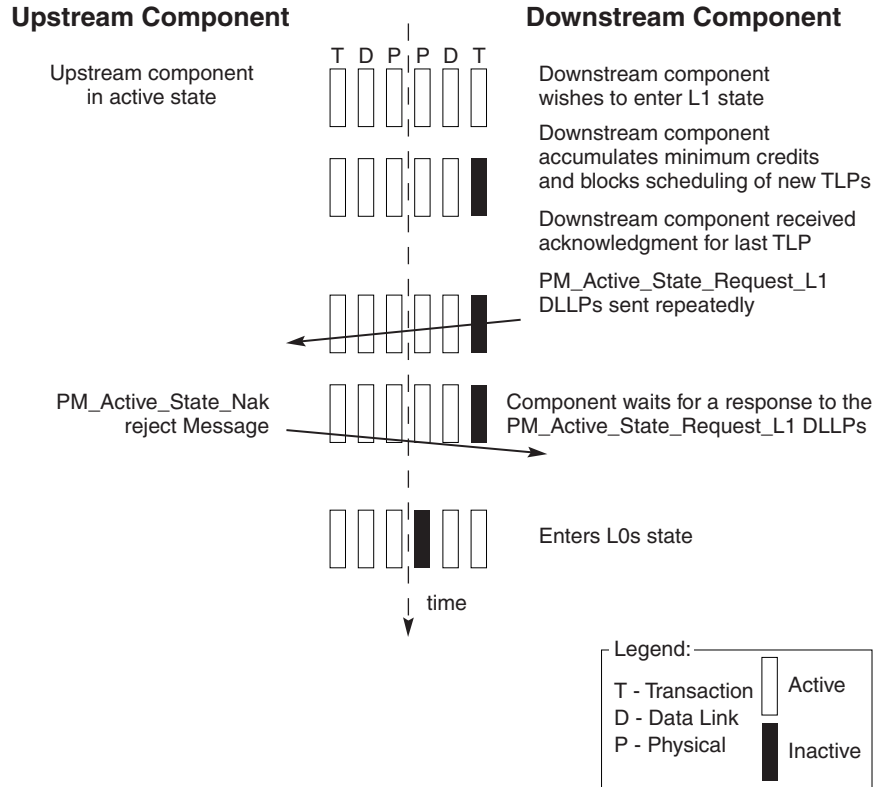 Upstream Component
Downstream Component
T D P P D T
Upstream component
in active state
Downstream component
wishes to enter L1 state
Downstream component
accumulates minimum credits
and blocks scheduling of new TLPs
Downstream component received
acknowledgment for last TLP
PM_Active_State_Request_L1
DLLPs sent repeatedly
PM_Active_State_Nak
reject Message
Component waits for a response to the
PM_Active_State_Request_L1 DLLPs
Enters L0s state
time
Legend:
T - Transaction
D - Data Link
P - Physical
Active
Inactive